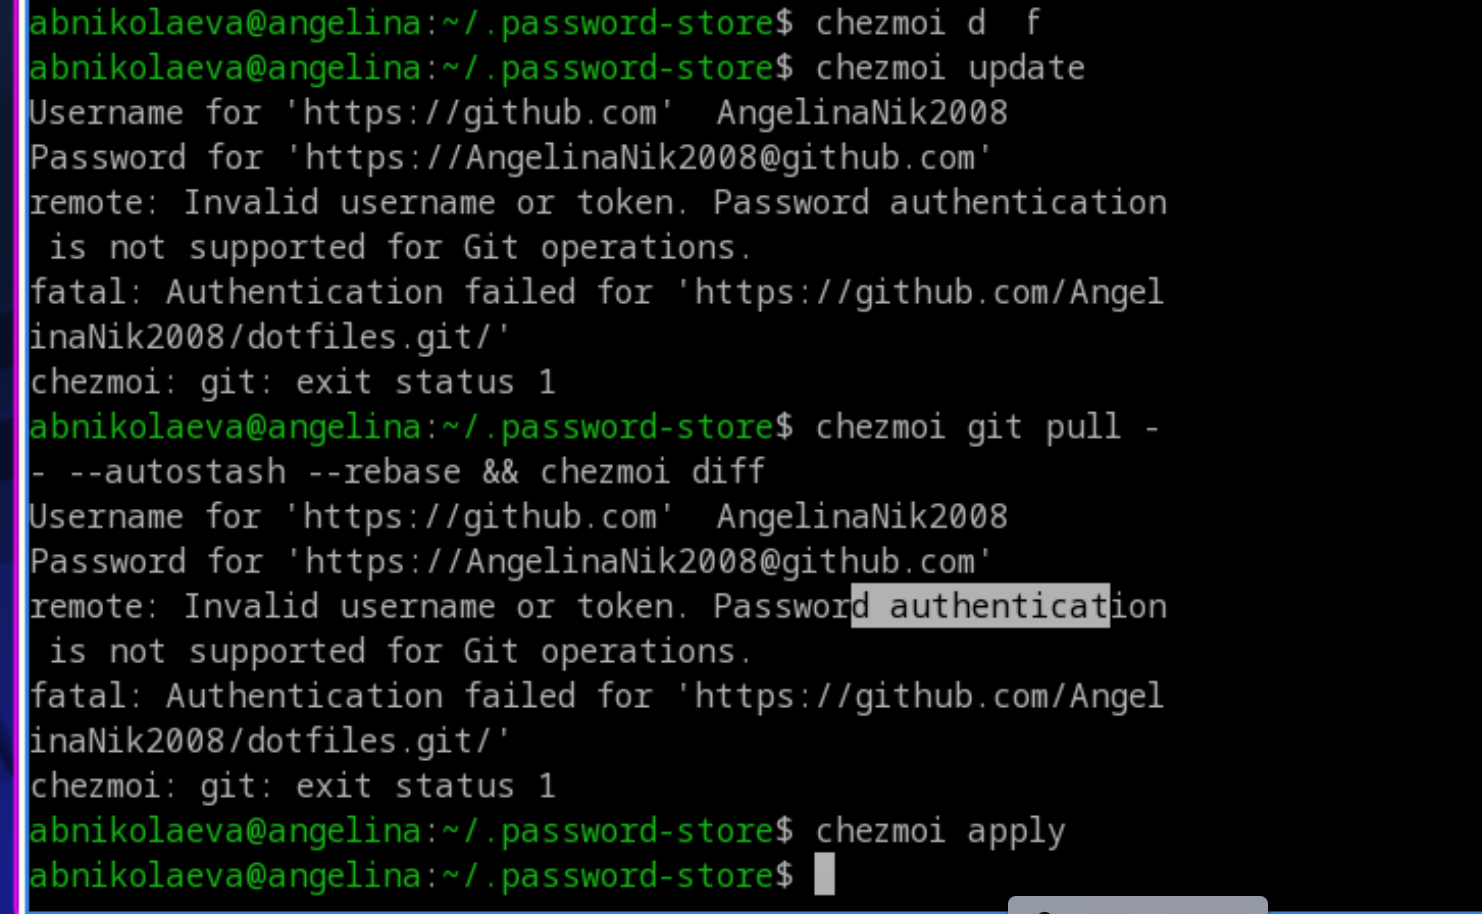 abnikolaeva@angelina:~/.password-store$ chezmoi d  f
abnikolaeva@angelina:~/.password-store$ chezmoi update
Username for 'https://github.com'  AngelinaNik2008
Password for 'https://AngelinaNik2008@github.com'
remote: Invalid username or token. Password authentication
 is not supported for Git operations.
fatal: Authentication failed for 'https://github.com/Angel
inaNik2008/dotfiles.git/'
chezmoi: git: exit status 1
abnikolaeva@angelina:~/.password-store$ chezmoi git pull -
- --autostash --rebase && chezmoi diff
Username for 'https://github.com'  AngelinaNik2008
Password for 'https://AngelinaNik2008@github.com'
remote: Invalid username or token. Password authentication
 is not supported for Git operations.
fatal: Authentication failed for 'https://github.com/Angel
inaNik2008/dotfiles.git/'
chezmoi: git: exit status 1
abnikolaeva@angelina:~/.password-store$ chezmoi apply
abnikolaeva@angelina:~/.password-store$